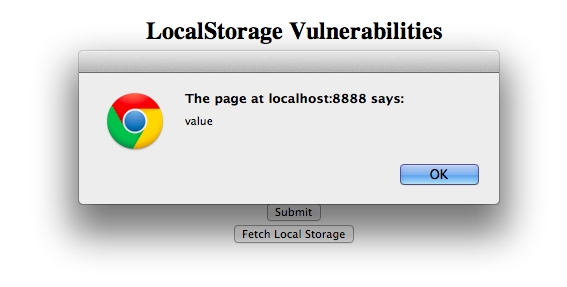 LocalStorage Vulnerabilities
The page at localhost:8888 says:
value
OK
Submit
Fetch Local Storage